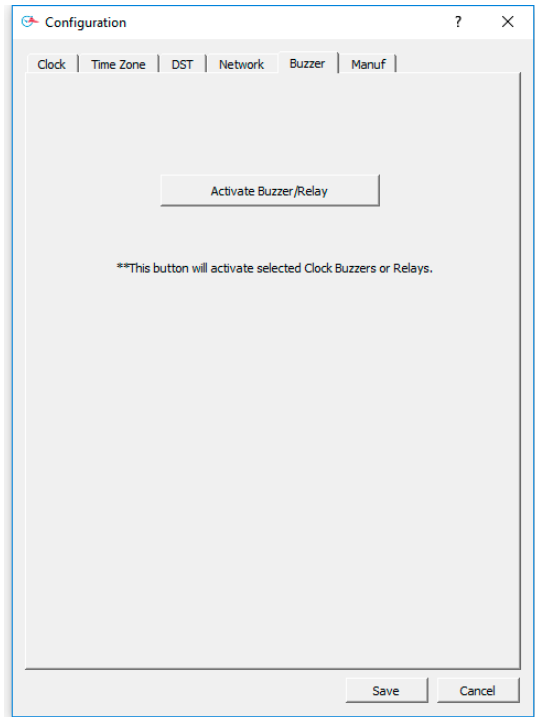 Configuration ? ×
Clock Time Zone DST Network Buzzer Manuf
Activate Buzzer/Relay
**This button will activate selected Clock Buzzers or Relays.
Save Cancel